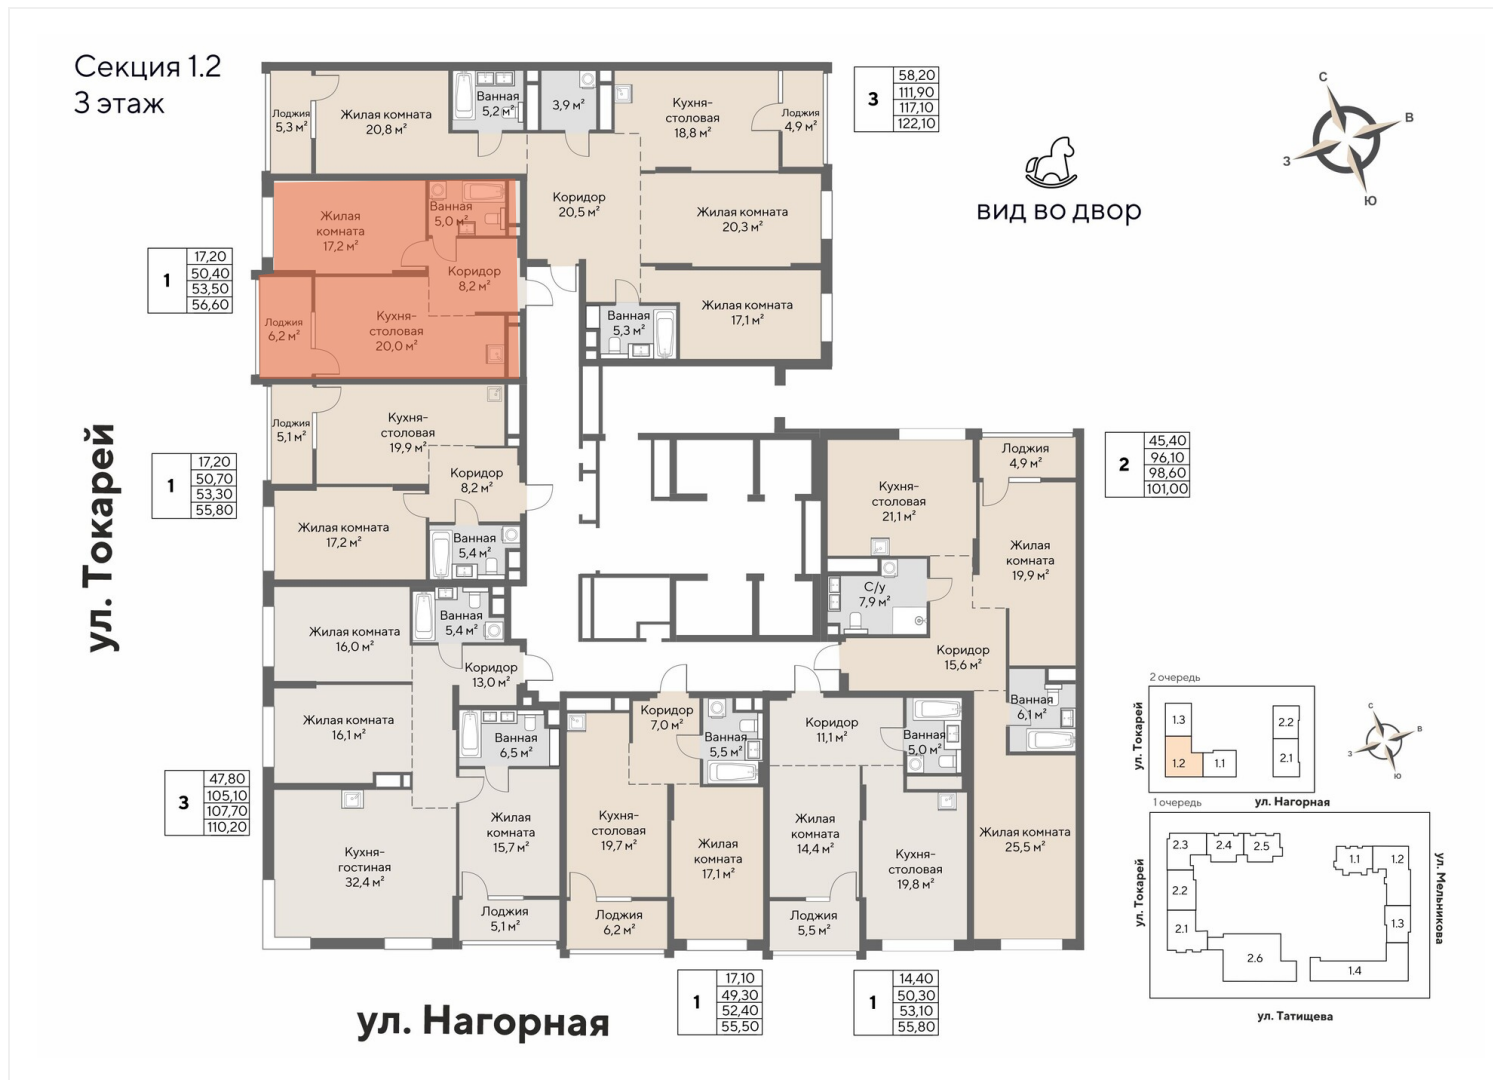 Секция 1.2
3 этаж
Лоджия
5,3 м²
Жилая комната
20,8 м²
Ванная
5,2 м²
3,9 м²
Кухня-
столовая
18,8 м²
Лоджия
4,9 м²
3
58,20
111,90
117,10
122,10
С
В
З
Ю
вид во двор
Жилая
комната
17,2 м²
Ванная
5,0 м²
Коридор
20,5 м²
Жилая комната
20,3 м²
1
17,20
50,40
53,50
56,60
Коридор
8,2 м²
Лоджия
6,2 м²
Кухня-
столовая
20,0 м²
Ванная
5,3 м²
Жилая комната
17,1 м²
ул. Токарей
Лоджия
5,1 м²
Кухня-
столовая
19,9 м²
1
17,20
50,70
53,30
55,80
Коридор
8,2 м²
Жилая комната
17,2 м²
Ванная
5,4 м²
Кухня-
столовая
21,1 м²
Лоджия
4,9 м²
2
45,40
96,10
98,60
101,00
Жилая
комната
19,9 м²
С/у
7,9 м²
Коридор
15,6 м²
Ванная
6,1 м²
Жилая комната
25,5 м²
Жилая комната
16,0 м²
Ванная
5,4 м²
Коридор
13,0 м²
Жилая комната
16,1 м²
Ванная
6,5 м²
3
47,80
105,10
107,70
110,20
Кухня-
гостиная
32,4 м²
Жилая
комната
15,7 м²
Лоджия
5,1 м²
Коридор
7,0 м²
Ванная
5,5 м²
Кухня-
столовая
19,7 м²
Жилая
комната
17,1 м²
Лоджия
6,2 м²
Коридор
11,1 м²
Ванная
5,0 м²
Жилая
комната
14,4 м²
Кухня-
столовая
19,8 м²
Лоджия
5,5 м²
1
17,10
49,30
52,40
55,50
1
14,40
50,30
53,10
55,80
ул. Нагорная
2 очередь
ул. Токарей
1.3
1.2
1.1
2.2
2.1
С
В
З
Ю
ул. Нагорная
1 очередь
ул. Токарей
2.3
2.4
2.5
2.2
2.1
2.6
1.1
1.2
1.3
1.4
ул. Мельникова
ул. Татищева